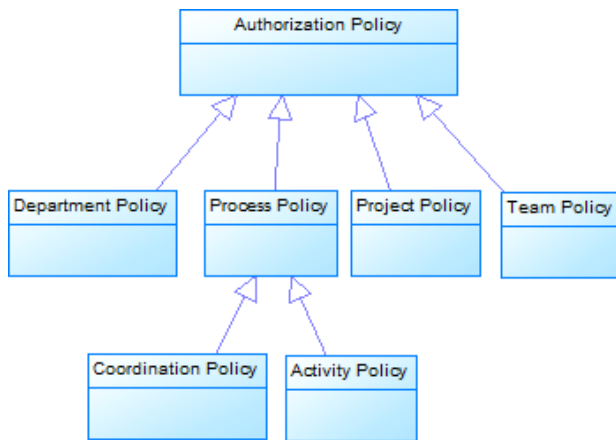 Authorization Policy
Department Policy
Process Policy
Project Policy
Team Policy
Coordination Policy
Activity Policy